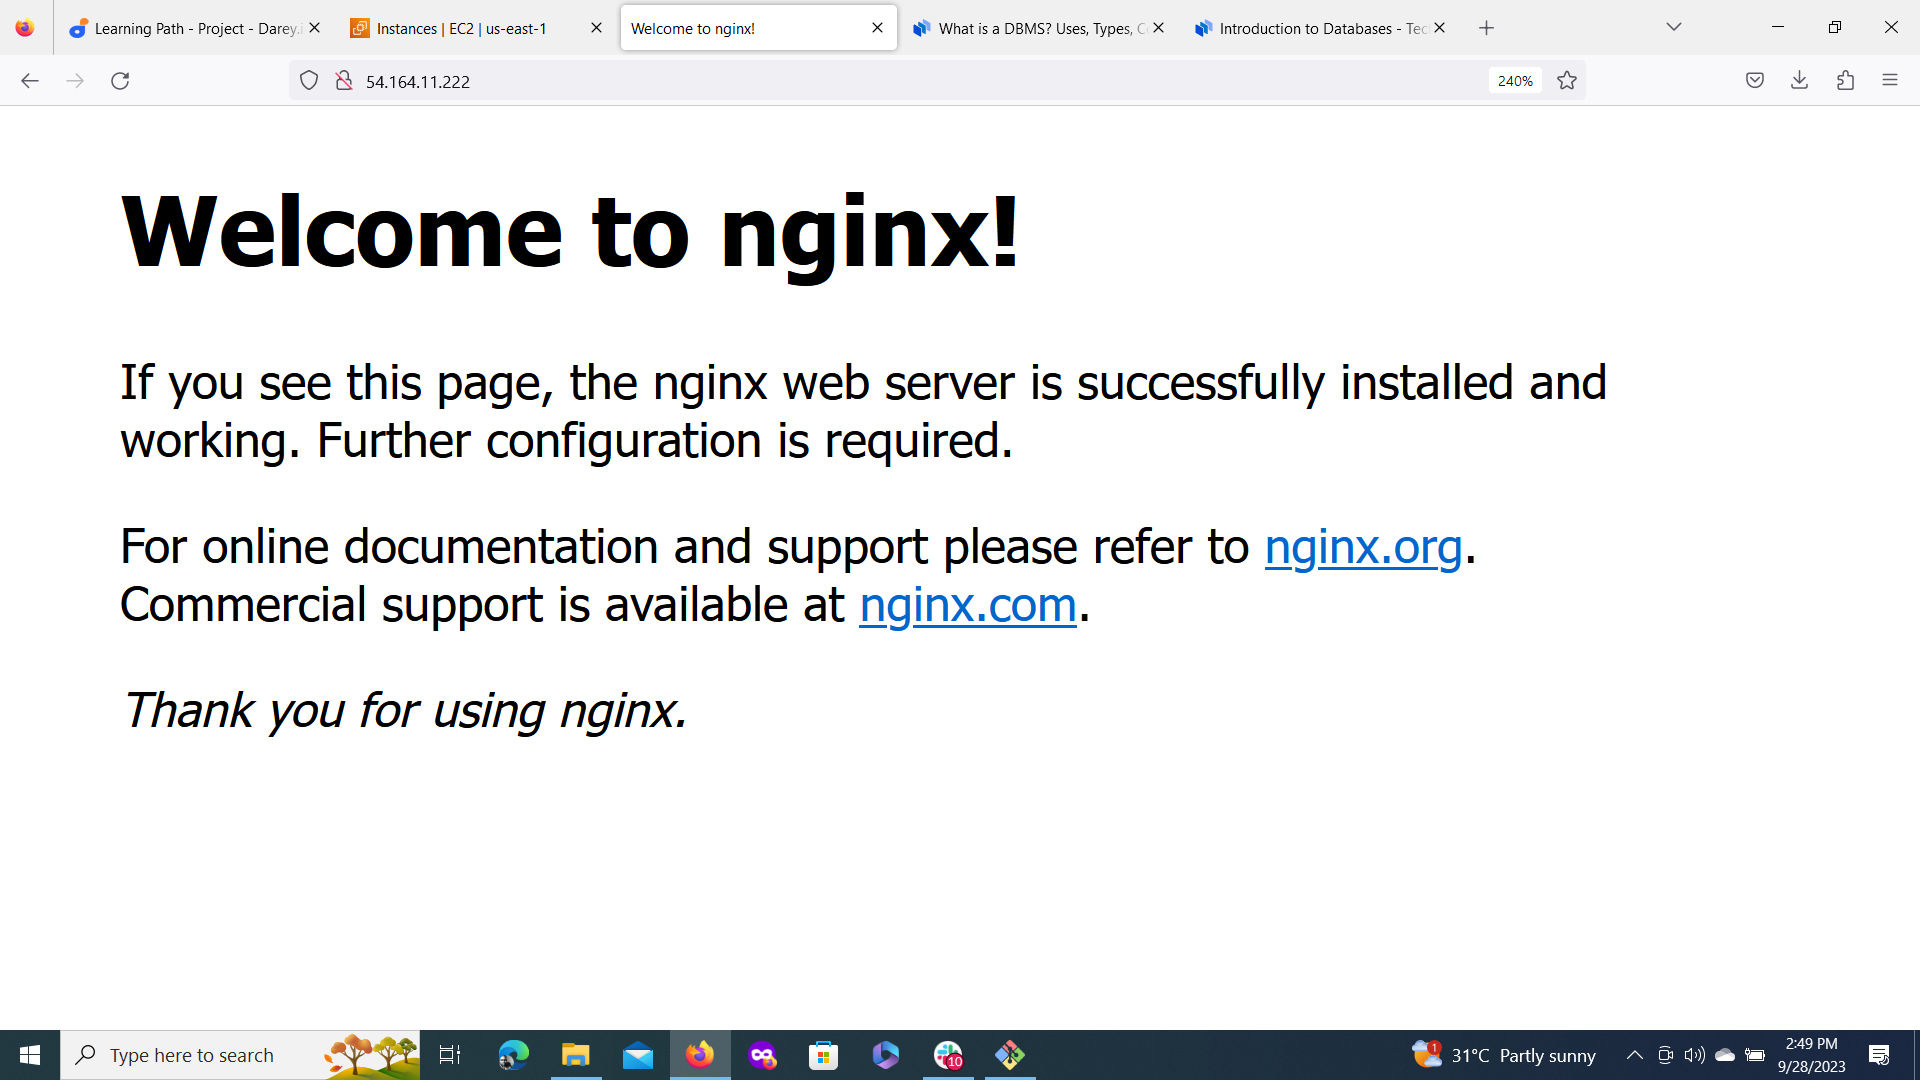 Learning Path - Project - Darey.i
Instances | EC2 | us-east-1
Welcome to nginx!
What is a DBMS? Uses, Types, C
Introduction to Databases - Tec
54.164.11.222
240%
Welcome to nginx!
If you see this page, the nginx web server is successfully installed and
working. Further configuration is required.
For online documentation and support please refer to nginx.org.
Commercial support is available at nginx.com.
Thank you for using nginx.
Type here to search
10
1
31°C Partly sunny
2:49 PM
9/28/2023